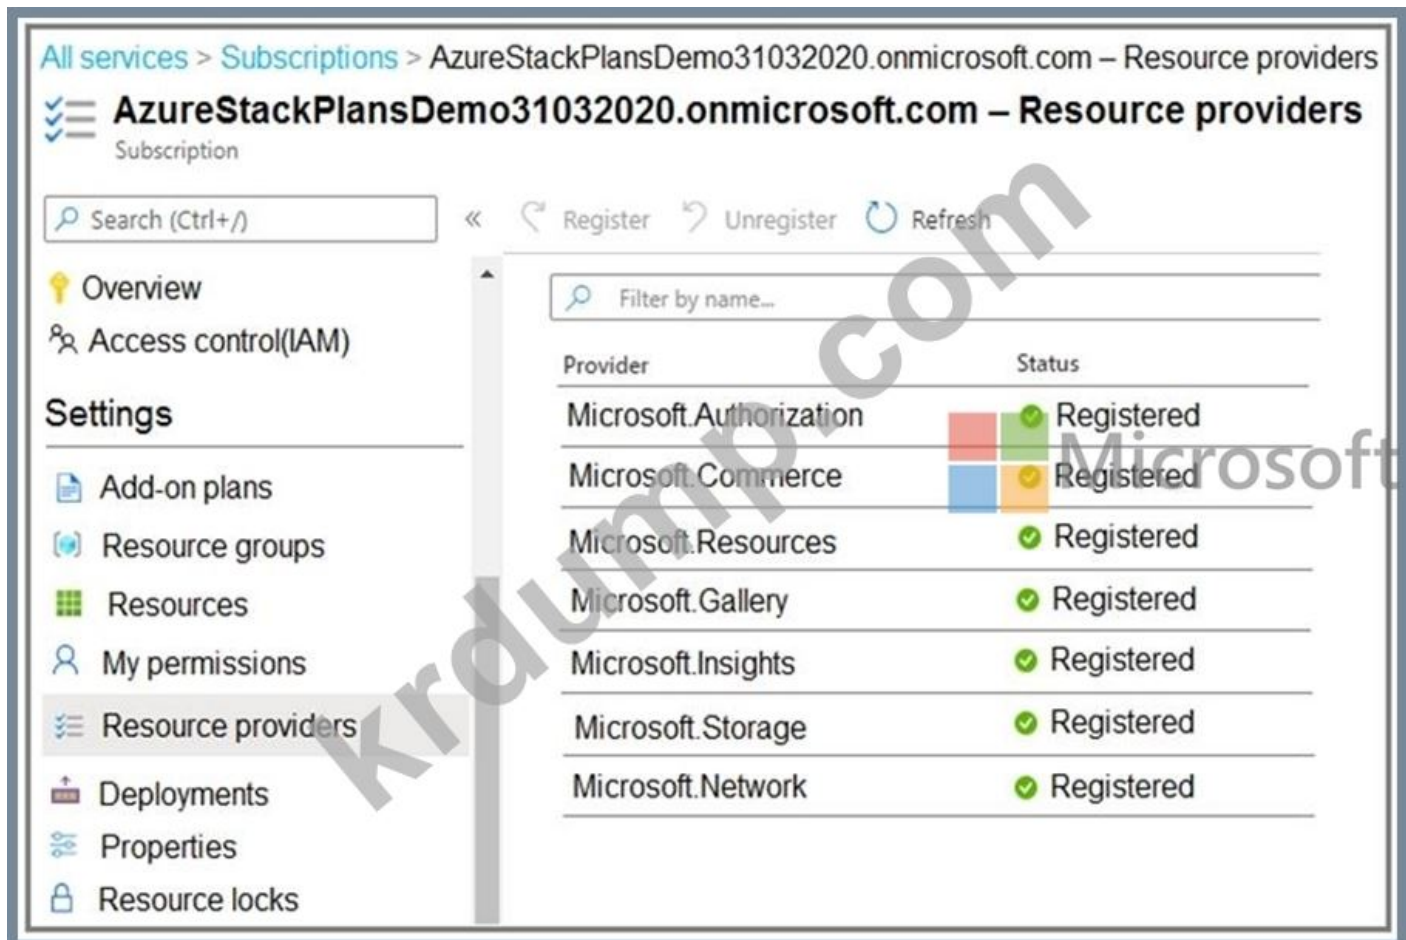 All services > Subscriptions > AzureStackPlansDemo31032020.onmicrosoft.com – Resource providers
AzureStackPlansDemo31032020.onmicrosoft.com – Resource providers
Subscription
Search (Ctrl+/)
«
Register Unregister Refresh
Overview
Access control(IAM)
Settings
Add-on plans
Resource groups
Resources
My permissions
Resource providers
Deployments
Properties
Resource locks
Filter by name...
Provider Status
Microsoft.Authorization Registered
Microsoft.Commerce Registered
Microsoft.Resources Registered
Microsoft.Gallery Registered
Microsoft.Insights Registered
Microsoft.Storage Registered
Microsoft.Network Registered
Microsoft
krdump.com